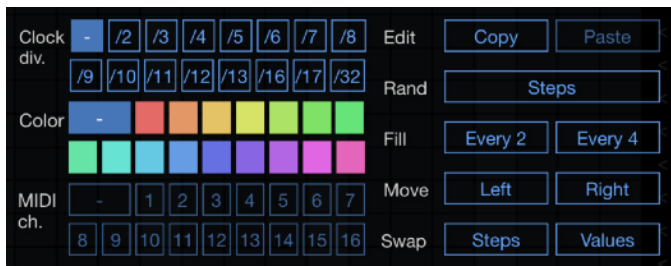 Clock div.
- /2 /3 /4 /5 /6 /7 /8
/9 /10 /11 /12 /13 /16 /17 /32
Color
-
MIDI ch.
- 1 2 3 4 5 6 7
8 9 10 11 12 13 14 15 16
Edit Copy Paste
Rand Steps
Fill Every 2 Every 4
Move Left Right
Swap Steps Values